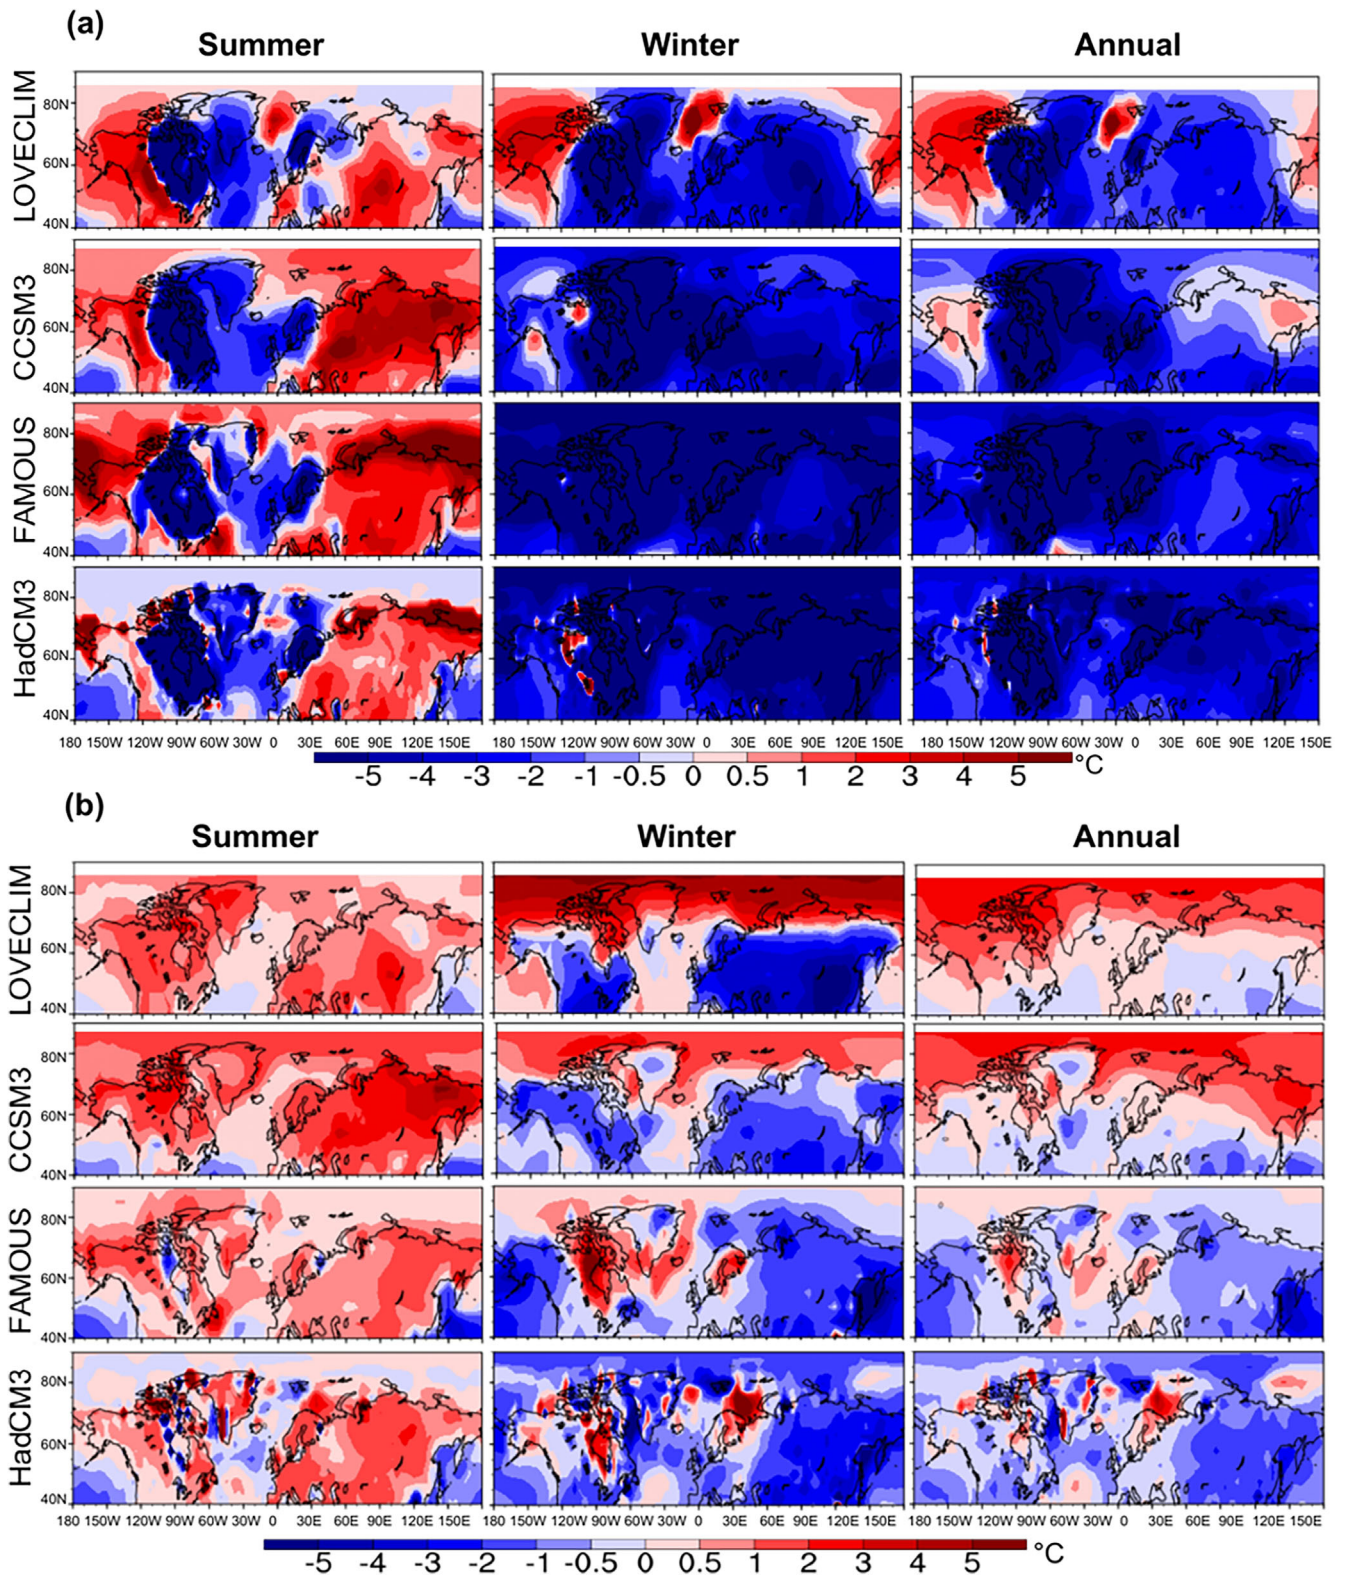 (a)
Summer Winter Annual
LOVECLIM
80N
60N
40N
CCSM3
80N
60N
40N
FAMOUS
80N
60N
40N
HadCM3
80N
60N
40N
180 150W 120W 90W 60W 30W 0 30E 60E 90E 120E 150E 180 150W 120W 90W 60W 30W 0 30E 60E 90E 120E 150E 180 150W 120W 90W 60W 30W 0 30E 60E 90E 120E 150E
-5 -4 -3 -2 -1 -0.5 0 0.5 1 2 3 4 5 °C
(b)
Summer Winter Annual
LOVECLIM
80N
60N
40N
CCSM3
80N
60N
40N
FAMOUS
80N
60N
40N
HadCM3
80N
60N
40N
180 150W 120W 90W 60W 30W 0 30E 60E 90E 120E 150E 180 150W 120W 90W 60W 30W 0 30E 60E 90E 120E 150E 180 150W 120W 90W 60W 30W 0 30E 60E 90E 120E 150E
-5 -4 -3 -2 -1 -0.5 0 0.5 1 2 3 4 5 °C